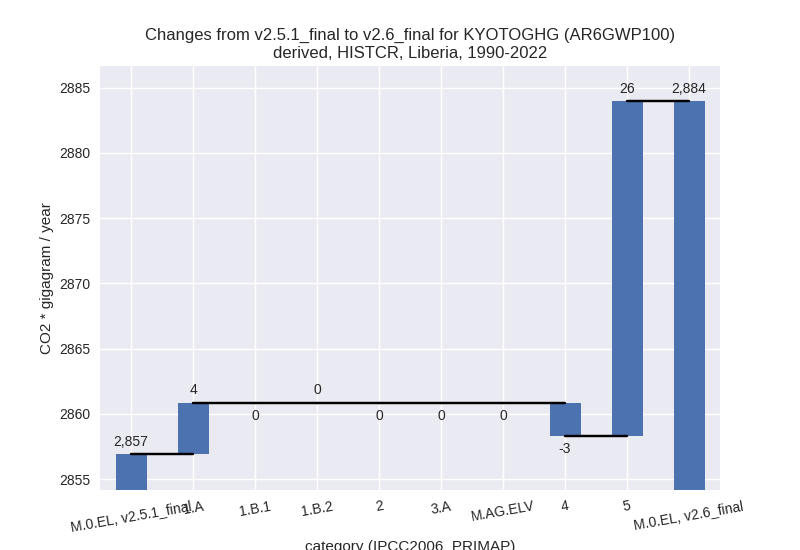 Changes from v2.5.1_final to v2.6_final for KYOTOGHG (AR6GWP100)
derived, HISTCR, Liberia, 1990-2022
CO2 * gigagram / year
2885
2880
2875
2870
2865
2860
2855
2,857
4
0
0
0
0
0
-3
26
2,884
M.0.EL, v2.5.1_final
1.A
1.B.1
1.B.2
2
3.A
M.AG.ELV
4
5
M.0.EL, v2.6_final
category (IPCC2006_PRIMAP)